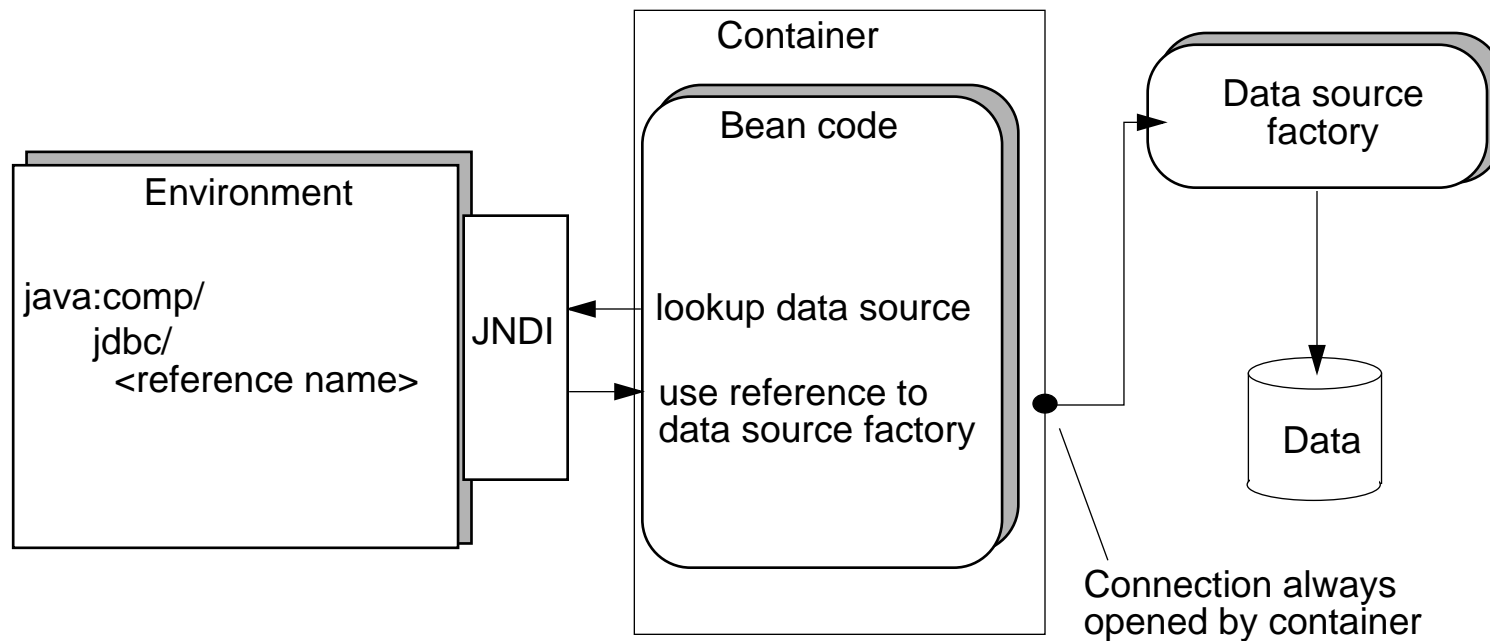 Container
Data source
factory
Bean code
Environment
java:comp/
jdbc/
<reference name>
JNDI
lookup data source
use reference to
data source factory
Data
Connection always
opened by container